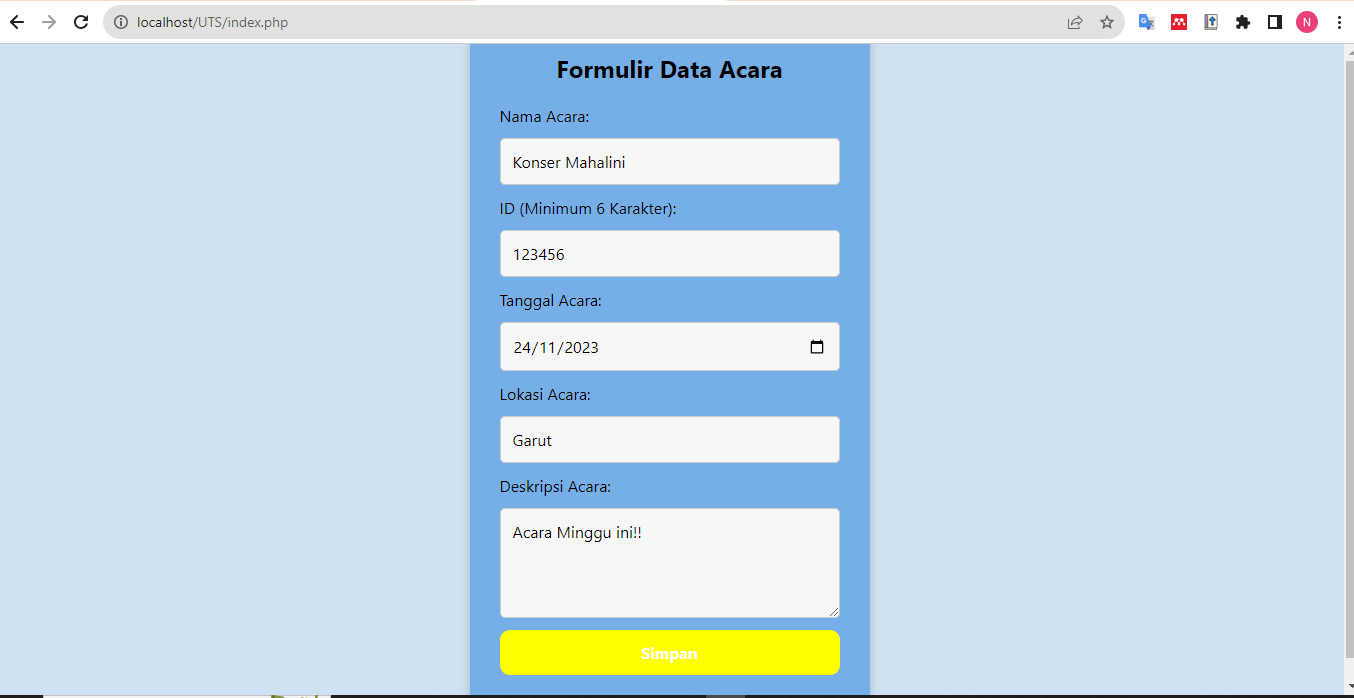 localhost/UTS/index.php
N
Formulir Data Acara
Nama Acara:
Konser Mahalini
ID (Minimum 6 Karakter):
123456
Tanggal Acara:
24/11/2023
Lokasi Acara:
Garut
Deskripsi Acara:
Acara Minggu ini!!
Simpan